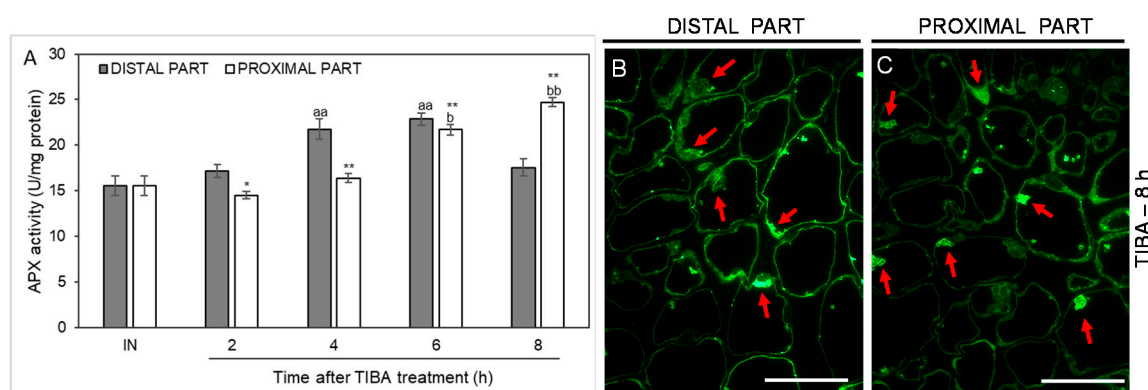 DISTAL PART
PROXIMAL PART
A
DISTAL PART
PROXIMAL PART
APX activity (U/mg protein)
30
25
20
15
10
5
0
*
aa
**
aa
**
b
**
bb
IN
2
4
6
8
Time after TIBA treatment (h)
B
C
TIBA – 8 h